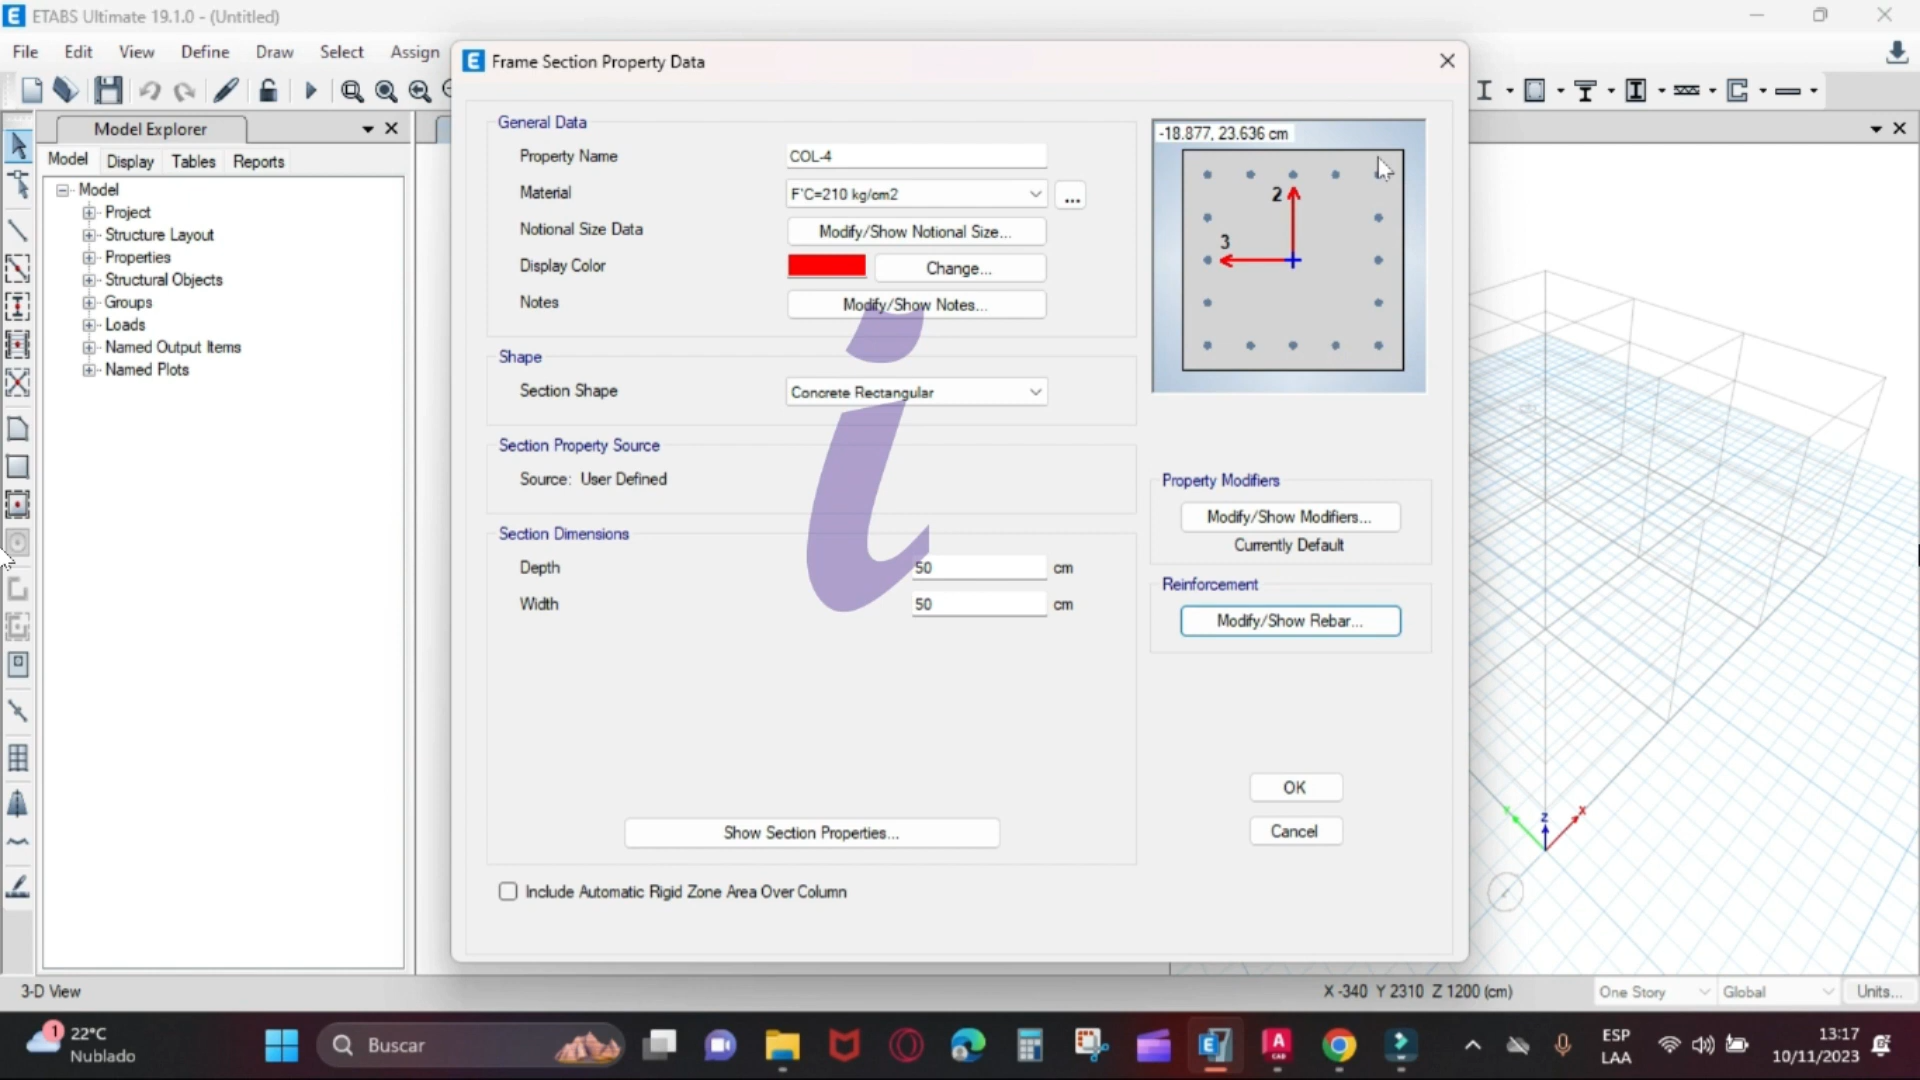 ETABS Ultimate 19.1.0 - (Untitled)
File Edit View Define Draw Select Assign
Frame Section Property Data
Model Explorer
Model Display Tables Reports
Model
Project
Structure Layout
Properties
Structural Objects
Groups
Loads
Named Output Items
Named Plots
General Data
Property Name COL-4
Material F'C=210 kg/cm2 ...
Notional Size Data Modify/Show Notional Size...
Display Color Change...
Notes Modify/Show Notes...
Shape
Section Shape Concrete Rectangular
Section Property Source
Source: User Defined
Section Dimensions
Depth 50 cm
Width 50 cm
Show Section Properties...
Include Automatic Rigid Zone Area Over Column
i
-18.877, 23.636 cm
2
3
Property Modifiers
Modify/Show Modifiers...
Currently Default
Reinforcement
Modify/Show Rebar...
OK
Cancel
Y Z X
3-D View X -340 Y 2310 Z 1200 (cm) One Story Global Units...
1 22°C
Nublado
Buscar
ESP
LAA
13:17
10/11/2023